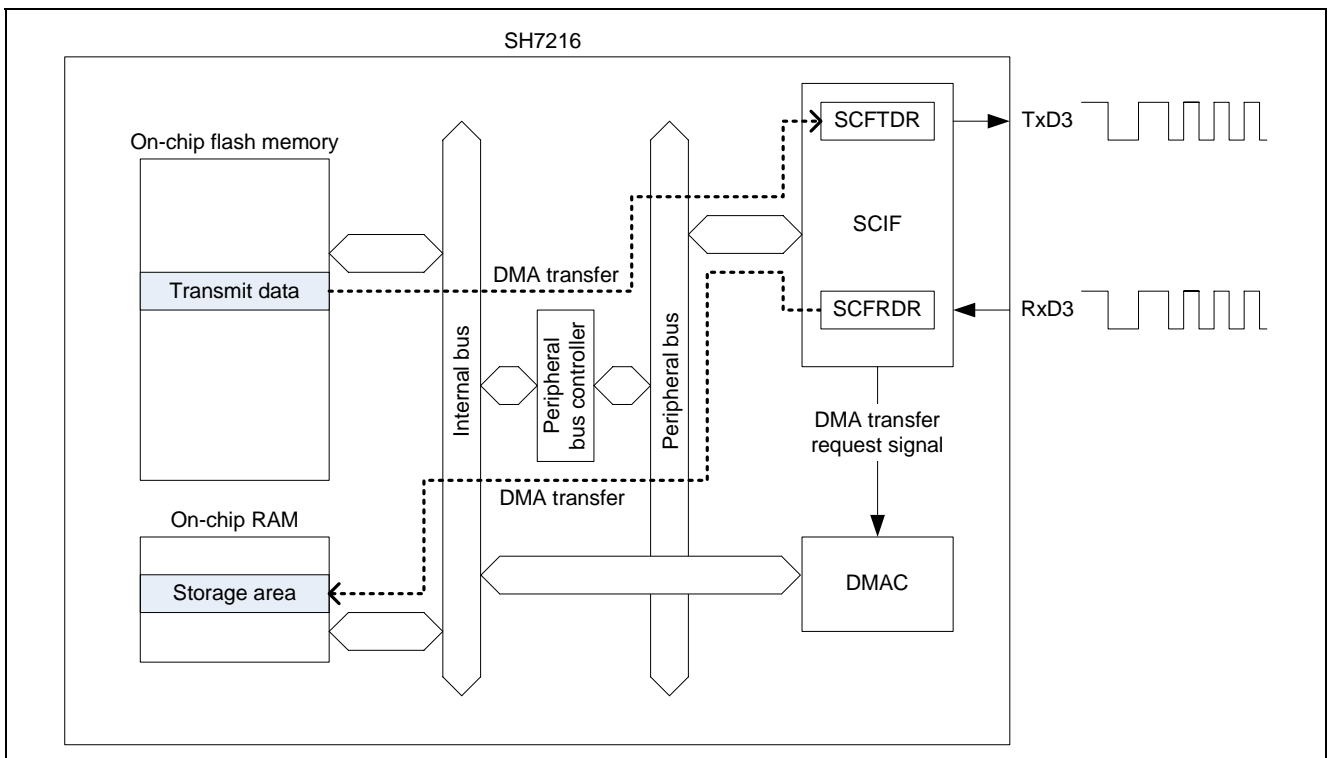 SH7216
On-chip flash memory
Transmit data
DMA transfer
SCFTDR
TxD3
SCIF
SCFRDR
RxD3
Internal bus
Peripheral
bus controller
Peripheral bus
DMA transfer
request signal
DMA transfer
On-chip RAM
Storage area
DMAC